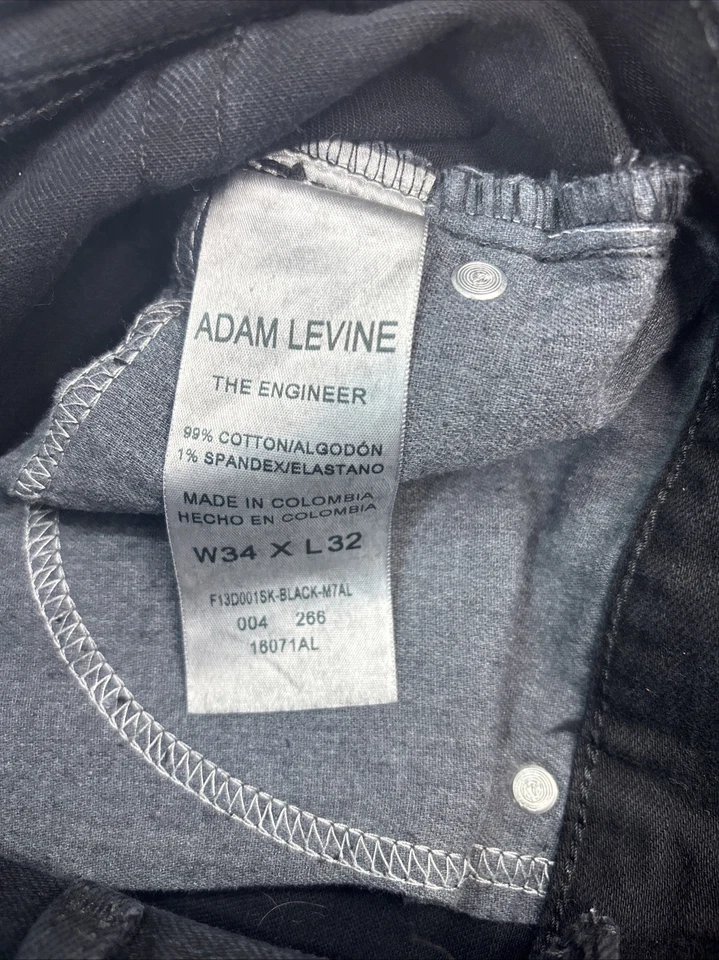 ADAM LEVINE
THE ENGINEER
99% COTTON/ALGODÓN
1% SPANDEX/ELASTANO
MADE IN COLOMBIA
HECHO EN COLOMBIA
W34 X L32
F13D001SK-BLACK-M7AL
004 266
16071AL